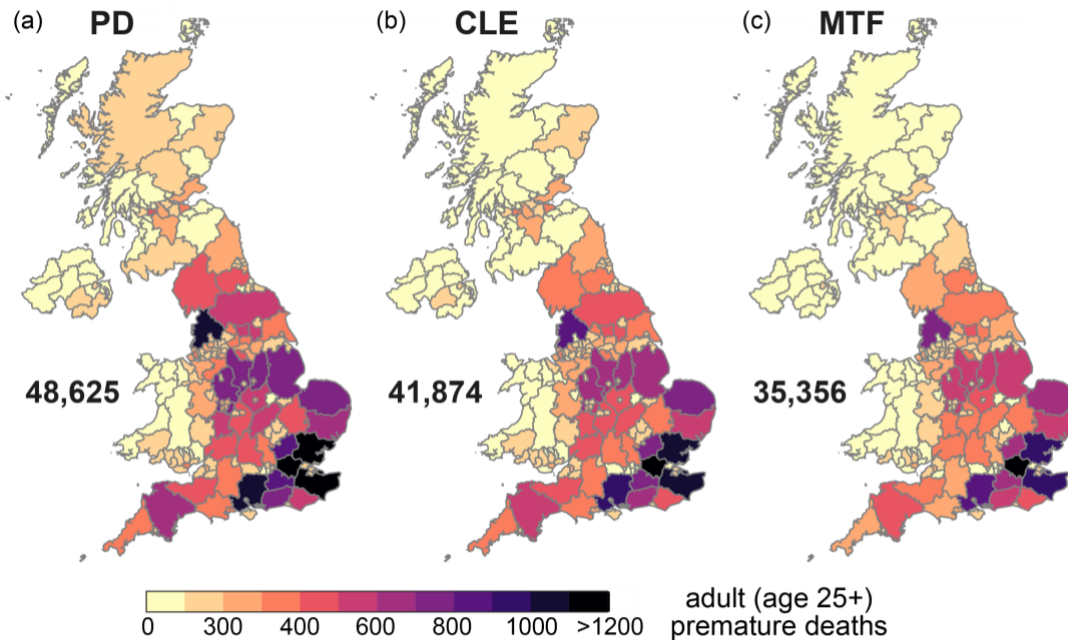 (a) PD (b) CLE (c) MTF
48,625 41,874 35,356
0 300 400 600 800 1000 >1200
adult (age 25+)
premature deaths